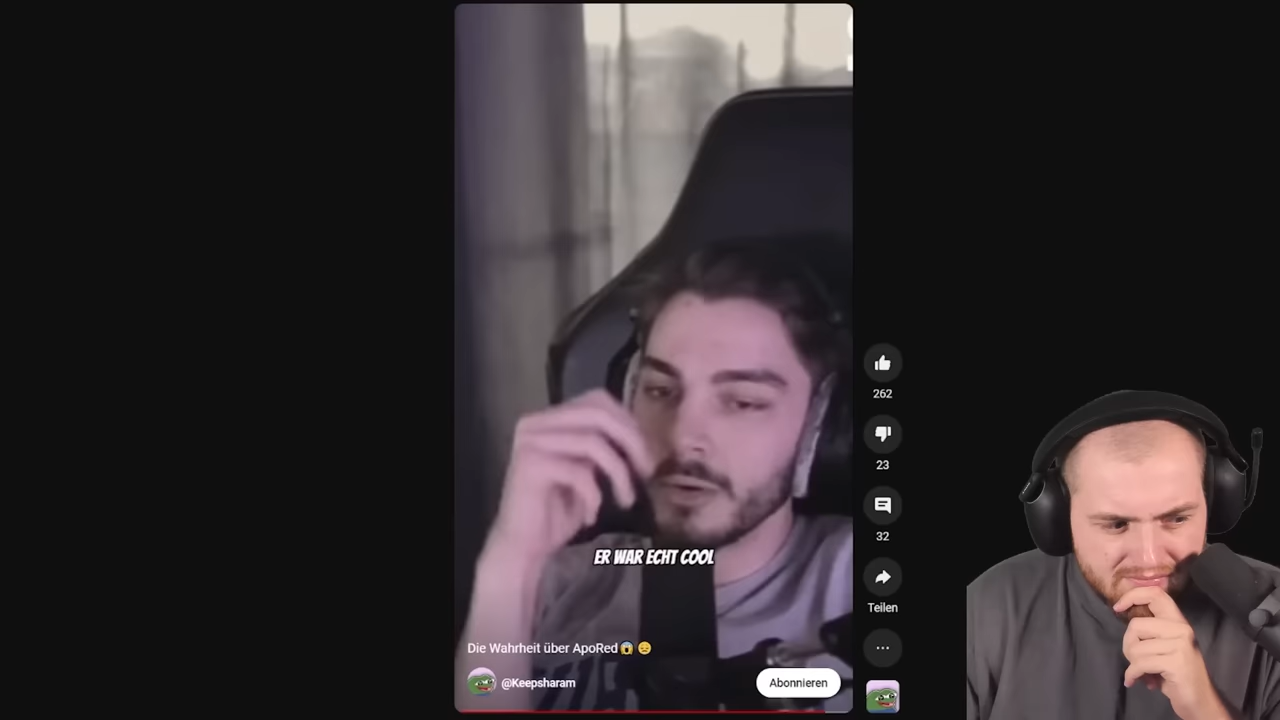 ER WAR ECHT COOL
Die Wahrheit über ApoRed😱😣
@Keepsharam
Abonnieren
262
23
32
Teilen